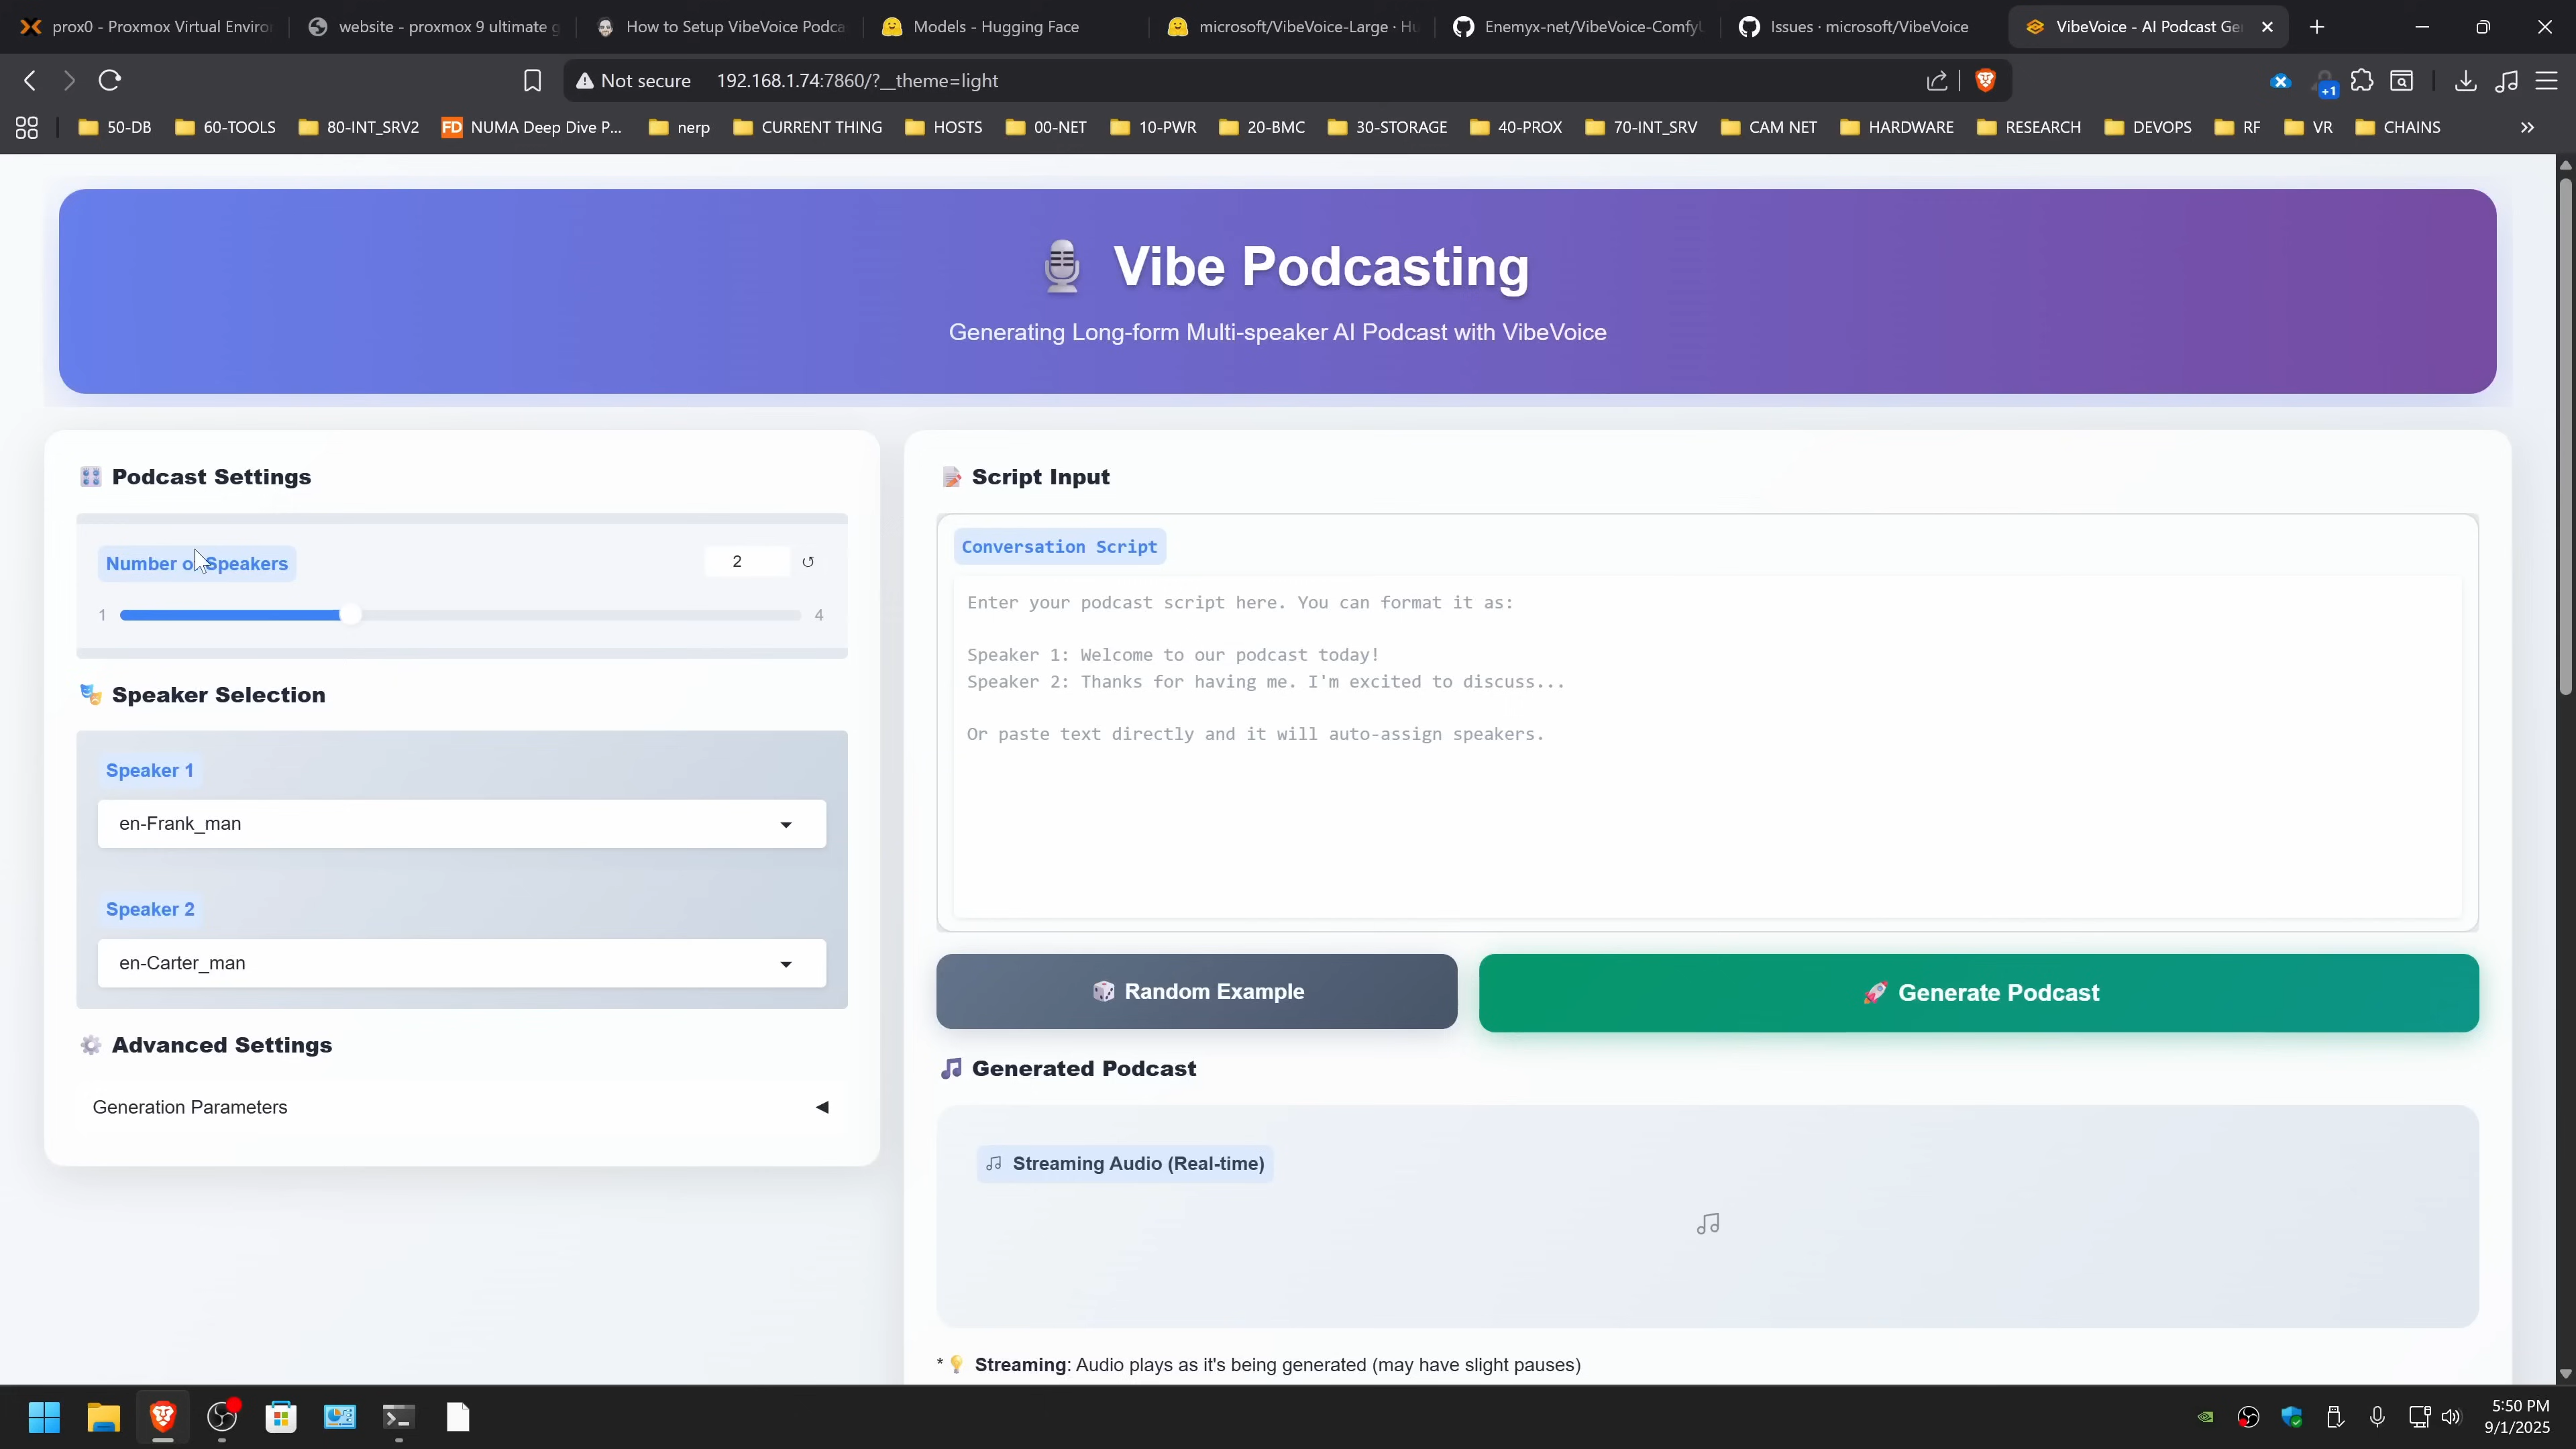 prox0 - Proxmox Virtual Enviror
website - proxmox 9 ultimate g
How to Setup VibeVoice Podca
Models - Hugging Face
microsoft/VibeVoice-Large · Hu
Enemyx-net/VibeVoice-ComfyU
Issues · microsoft/VibeVoice
VibeVoice - AI Podcast Ge
Not secure
192.168.1.74:7860/?__theme=light
+1
50-DB
60-TOOLS
80-INT_SRV2
FD
NUMA Deep Dive P...
nerp
CURRENT THING
HOSTS
00-NET
10-PWR
20-BMC
30-STORAGE
40-PROX
70-INT_SRV
CAM NET
HARDWARE
RESEARCH
DEVOPS
RF
VR
CHAINS
Vibe Podcasting
Generating Long-form Multi-speaker AI Podcast with VibeVoice
Podcast Settings
Number of Speakers
2
1
4
Speaker Selection
Speaker 1
en-Frank_man
Speaker 2
en-Carter_man
Advanced Settings
Generation Parameters
Script Input
Conversation Script
Enter your podcast script here. You can format it as:
Speaker 1: Welcome to our podcast today!
Speaker 2: Thanks for having me. I'm excited to discuss...
Or paste text directly and it will auto-assign speakers.
Random Example
Generate Podcast
Generated Podcast
Streaming Audio (Real-time)
* Streaming: Audio plays as it's being generated (may have slight pauses)
5:50 PM
9/1/2025